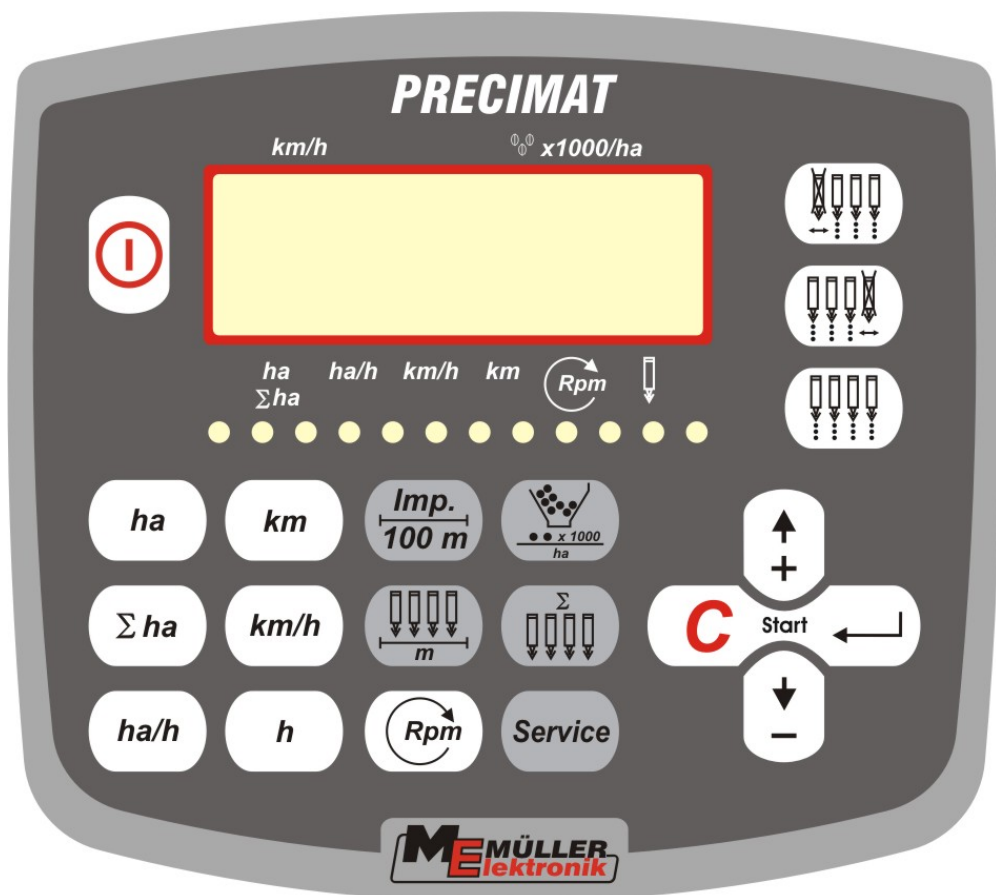 PRECIMAT
km/h x1000/ha
ha ha/h km/h km Rpm
Σha
ha km Imp. 100 m x 1000 ha
Σ ha km/h m Σ
ha/h h Rpm Service
+
C Start
–
ME MÜLLER
Elektronik